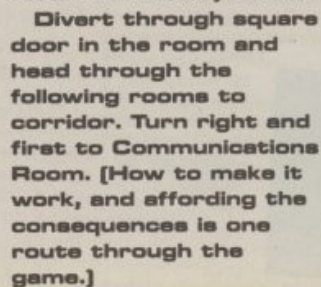 Divert through square
door in the room and
head through the
following rooms to
corridor. Turn right and
first to Communications
Room. (How to make it
work, and affording the
consequences is one
route through the
game.)